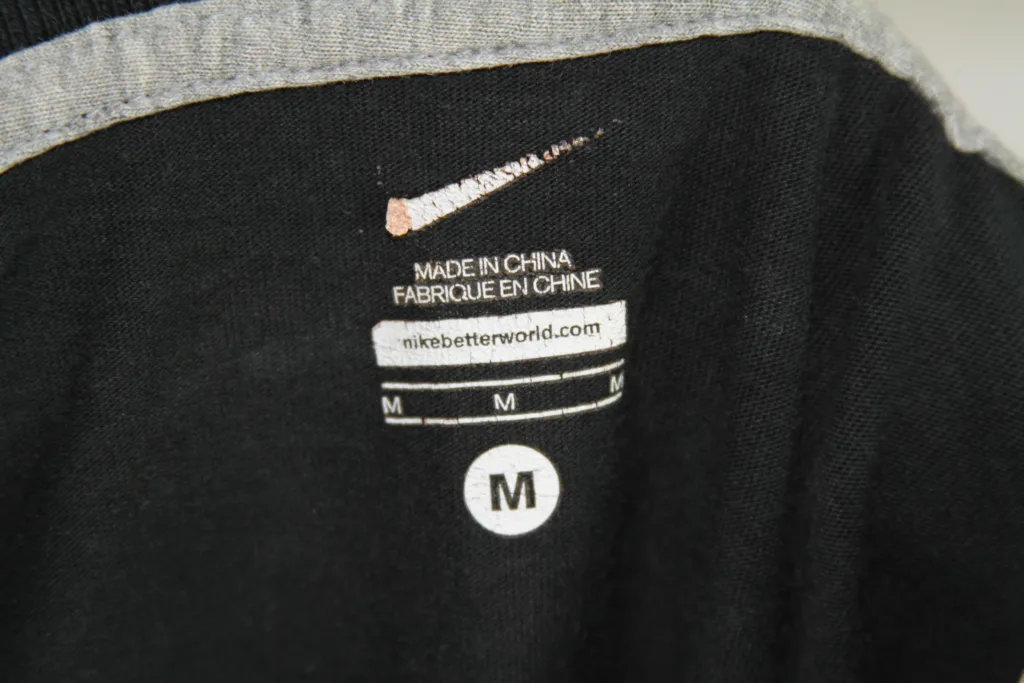 MADE IN CHINA
FABRIQUE EN CHINE
nikebetterworld.com
M M M
M